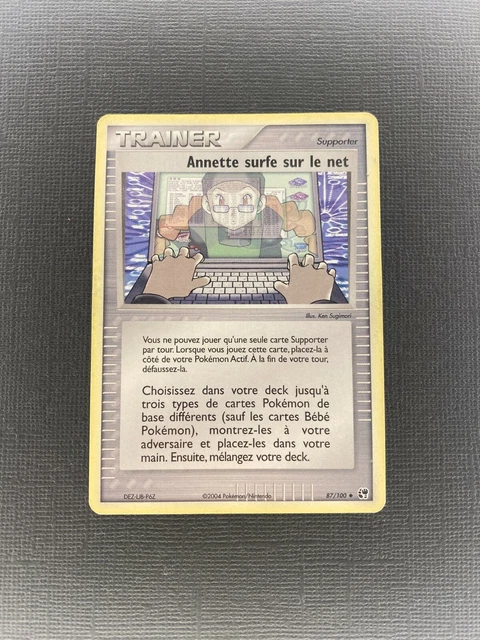 TRAINER
Supporter
Annette surfe sur le net
Illus. Ken Sugimori
Vous ne pouvez jouer qu'une seule carte Supporter
par tour. Lorsque vous jouez cette carte, placez-la à
côté de votre Pokémon Actif. À la fin de votre tour,
défaussez-la.
Choisissez dans votre deck jusqu'à
trois types de cartes Pokémon de
base différents (sauf les cartes Bébé
Pokémon), montrez-les à votre
adversaire et placez-les dans votre
main. Ensuite, mélangez votre deck.
DEZ-UB-P6Z
©2004 Pokémon/Nintendo
87/100